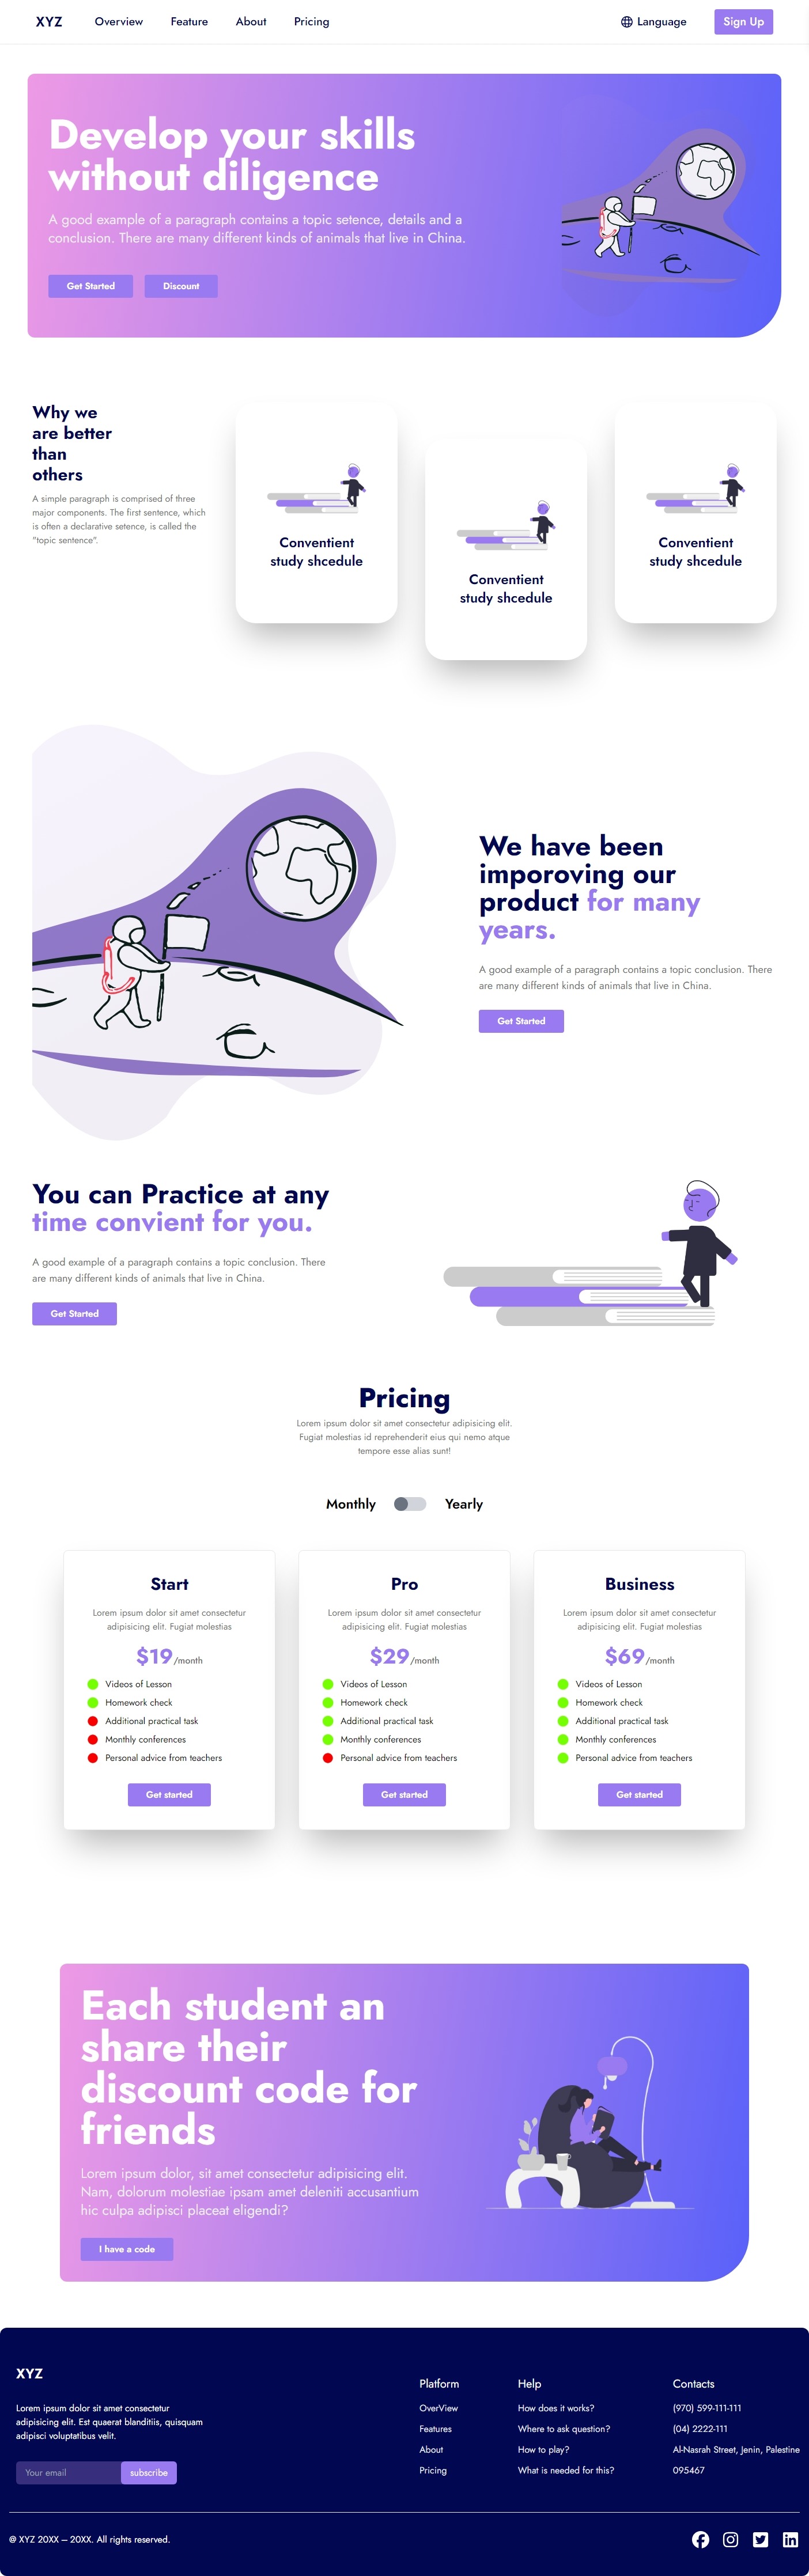 XYZ Overview Feature About Pricing Language Sign Up
Develop your skills
without diligence
A good example of a paragraph contains a topic setence, details and a
conclusion. There are many different kinds of animals that live in China.
Get Started Discount
Why we
are better
than
others
A simple paragraph is comprised of three
major components. The first sentence, which
is often a declarative setence, is called the
"topic sentence".
Conventient
study shcedule
Conventient
study shcedule
Conventient
study shcedule
We have been
imporoving our
product for many
years.
A good example of a paragraph contains a topic conclusion. There
are many different kinds of animals that live in China.
Get Started
You can Practice at any
time convient for you.
A good example of a paragraph contains a topic conclusion. There
are many different kinds of animals that live in China.
Get Started
Pricing
Lorem ipsum dolor sit amet consectetur adipisicing elit.
Fugiat molestias id reprehenderit eius qui nemo atque
tempore esse alias sunt!
Monthly Yearly
Start
Lorem ipsum dolor sit amet consectetur
adipisicing elit. Fugiat molestias
$19/month
Videos of Lesson
Homework check
Additional practical task
Monthly conferences
Personal advice from teachers
Get started
Pro
Lorem ipsum dolor sit amet consectetur
adipisicing elit. Fugiat molestias
$29/month
Videos of Lesson
Homework check
Additional practical task
Monthly conferences
Personal advice from teachers
Get started
Business
Lorem ipsum dolor sit amet consectetur
adipisicing elit. Fugiat molestias
$69/month
Videos of Lesson
Homework check
Additional practical task
Monthly conferences
Personal advice from teachers
Get started
Each student an
share their
discount code for
friends
Lorem ipsum dolor, sit amet consectetur adipisicing elit.
Nam, dolorum molestiae ipsam amet deleniti accusantium
hic culpa adipisci placeat eligendi?
I have a code
XYZ
Lorem ipsum dolor sit amet consectetur
adipisicing elit. Est quaerat blanditiis, quisquam
adipisci voluptatibus velit.
Your email subscribe
Platform
OverView
Features
About
Pricing
Help
How does it works?
Where to ask question?
How to play?
What is needed for this?
Contacts
(970) 599-111-111
(04) 2222-111
Al-Nasrah Street, Jenin, Palestine
095467
@ XYZ 20XX — 20XX. All rights reserved.